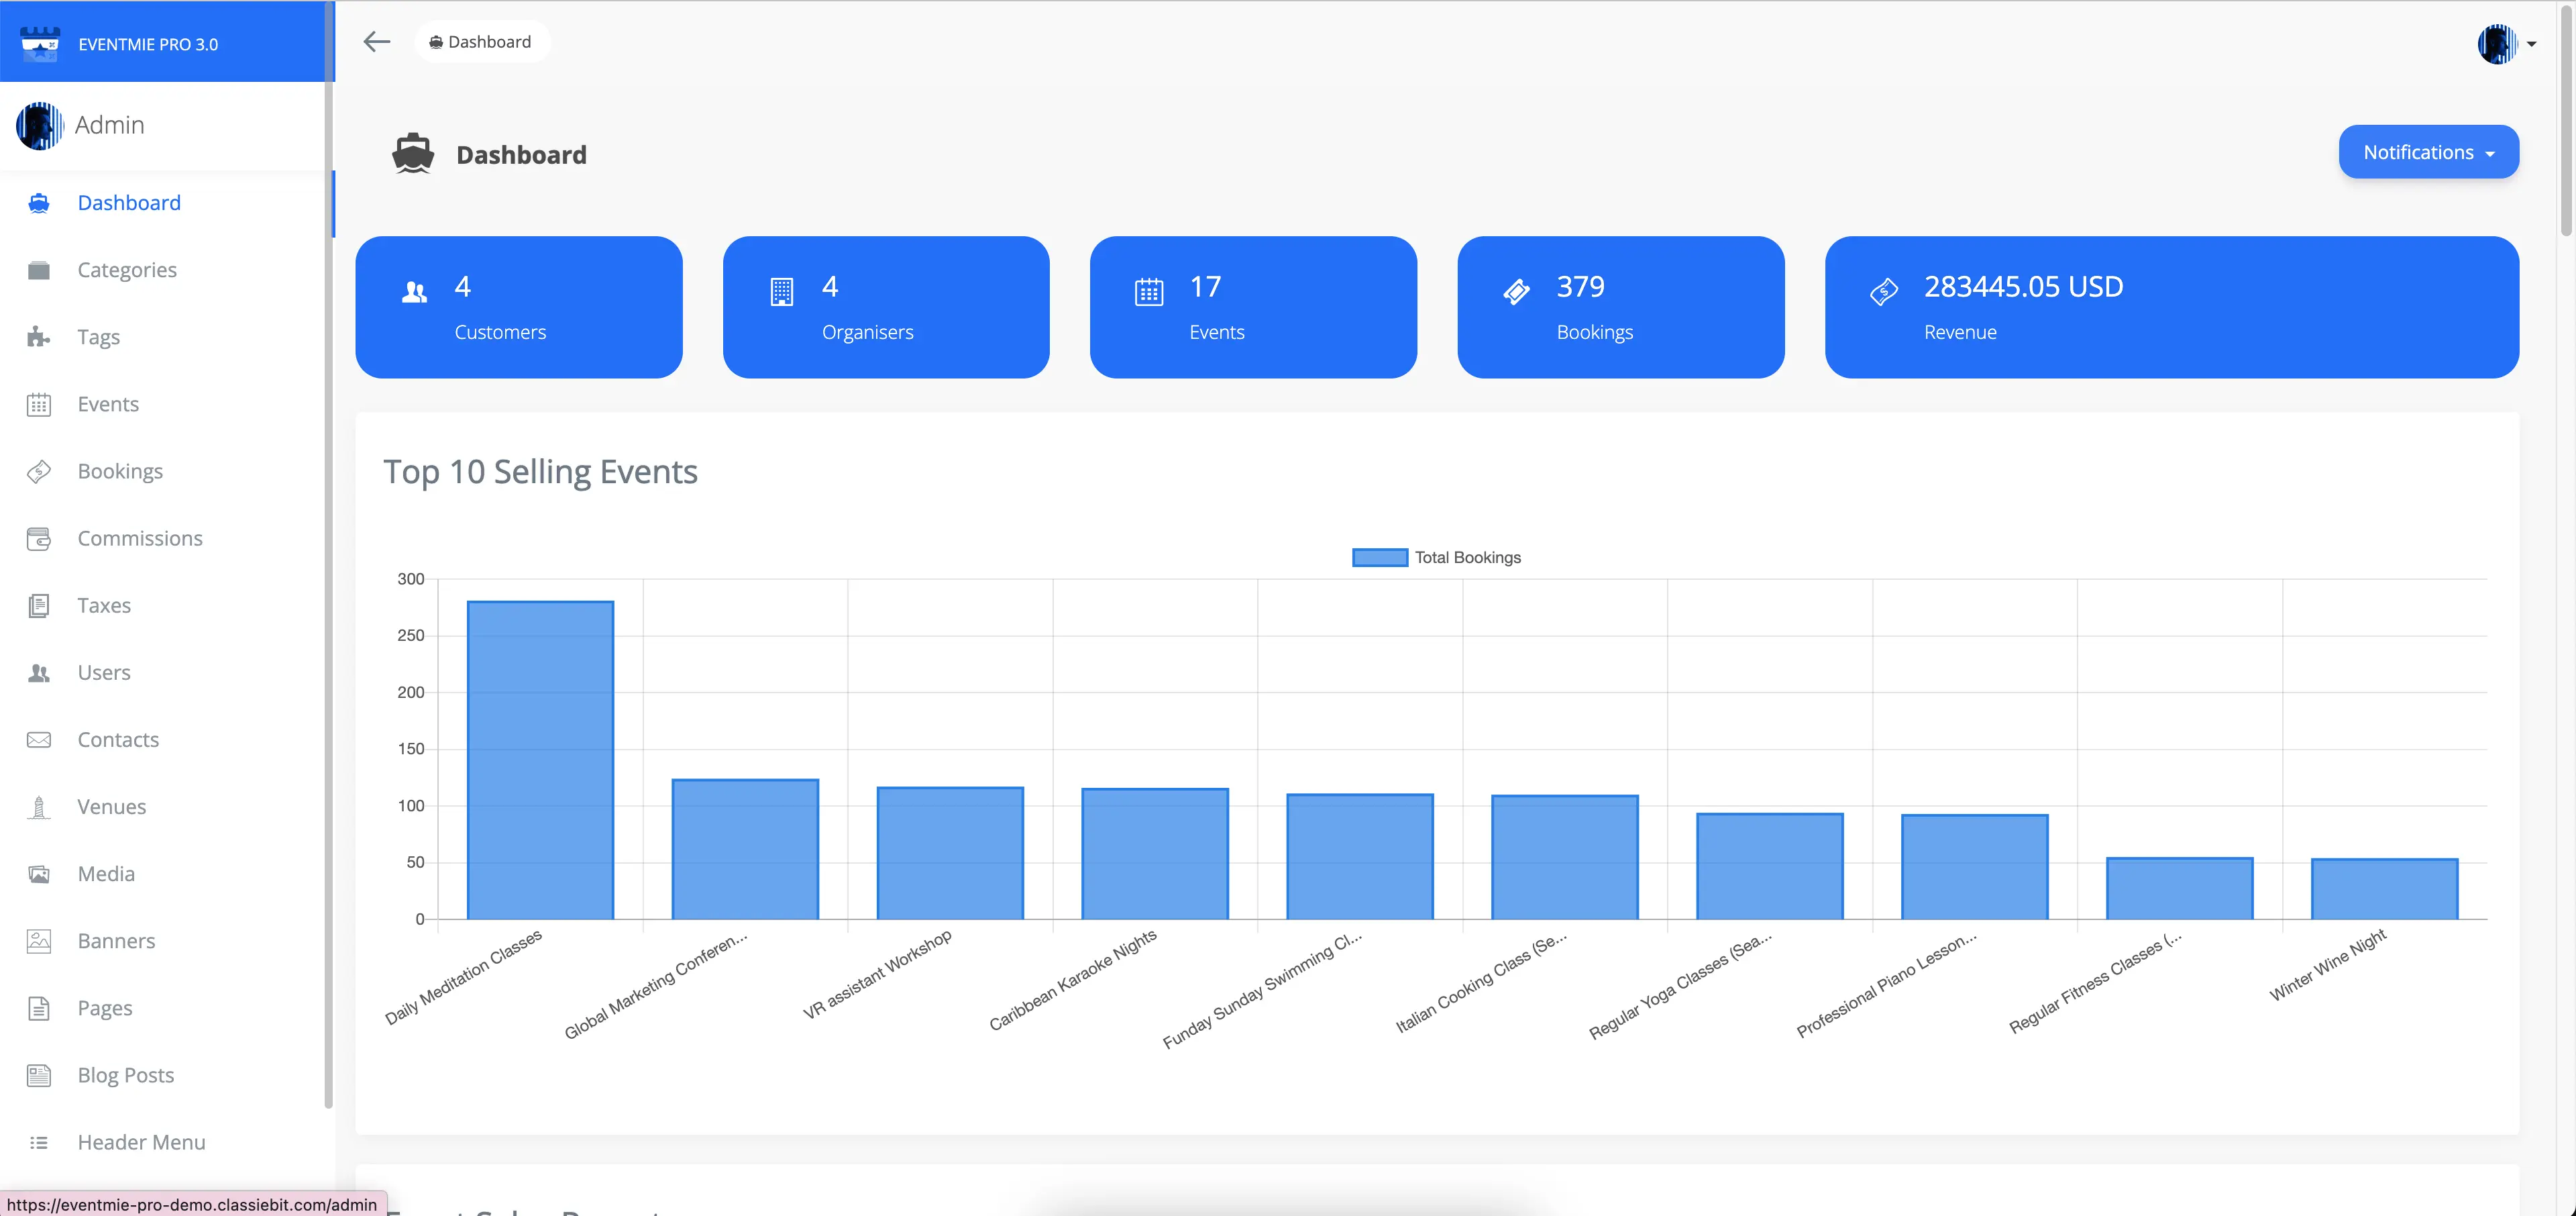 EVENTMIE PRO 3.0
Admin
Dashboard
Categories
Tags
Events
Bookings
Commissions
Taxes
Users
Contacts
Venues
Media
Banners
Pages
Blog Posts
Header Menu
https://eventmie-pro-demo.classiebit.com/admin
Dashboard
Dashboard
Notifications
4
Customers
4
Organisers
17
Events
379
Bookings
283445.05 USD
Revenue
Top 10 Selling Events
Total Bookings
300
250
200
150
100
50
0
Daily Meditation Classes
Global Marketing Conferen...
VR assistant Workshop
Caribbean Karaoke Nights
Funday Sunday Swimming Cl...
Italian Cooking Class (Se...
Regular Yoga Classes (Sea...
Professional Piano Lesson...
Regular Fitness Classes (...
Winter Wine Night